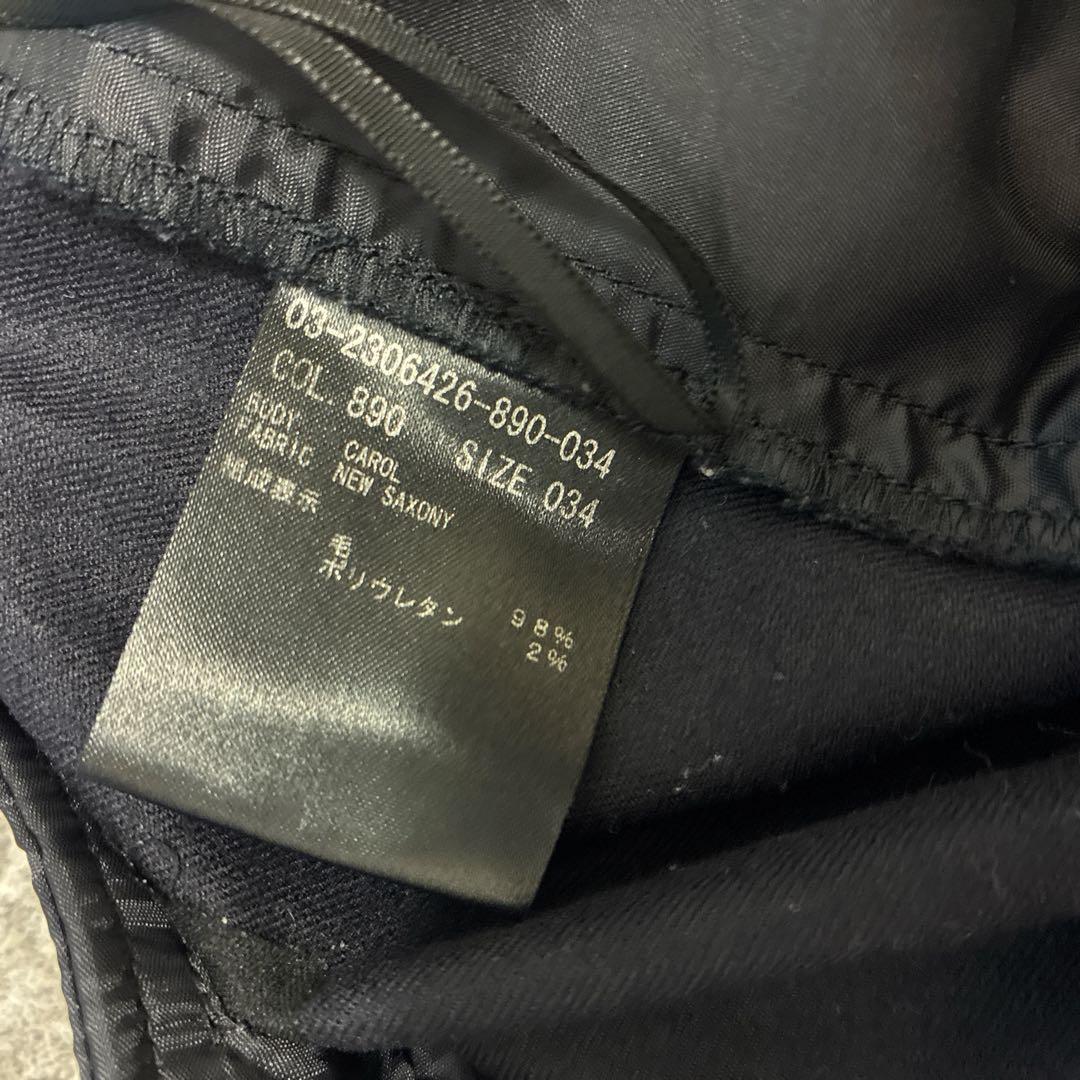 03-2306426-890-034
COL 890 SIZE 034
BODY CAROL
FABRIC NEW SAXONY
組成表示
毛 98%
ポリウレタン 2%